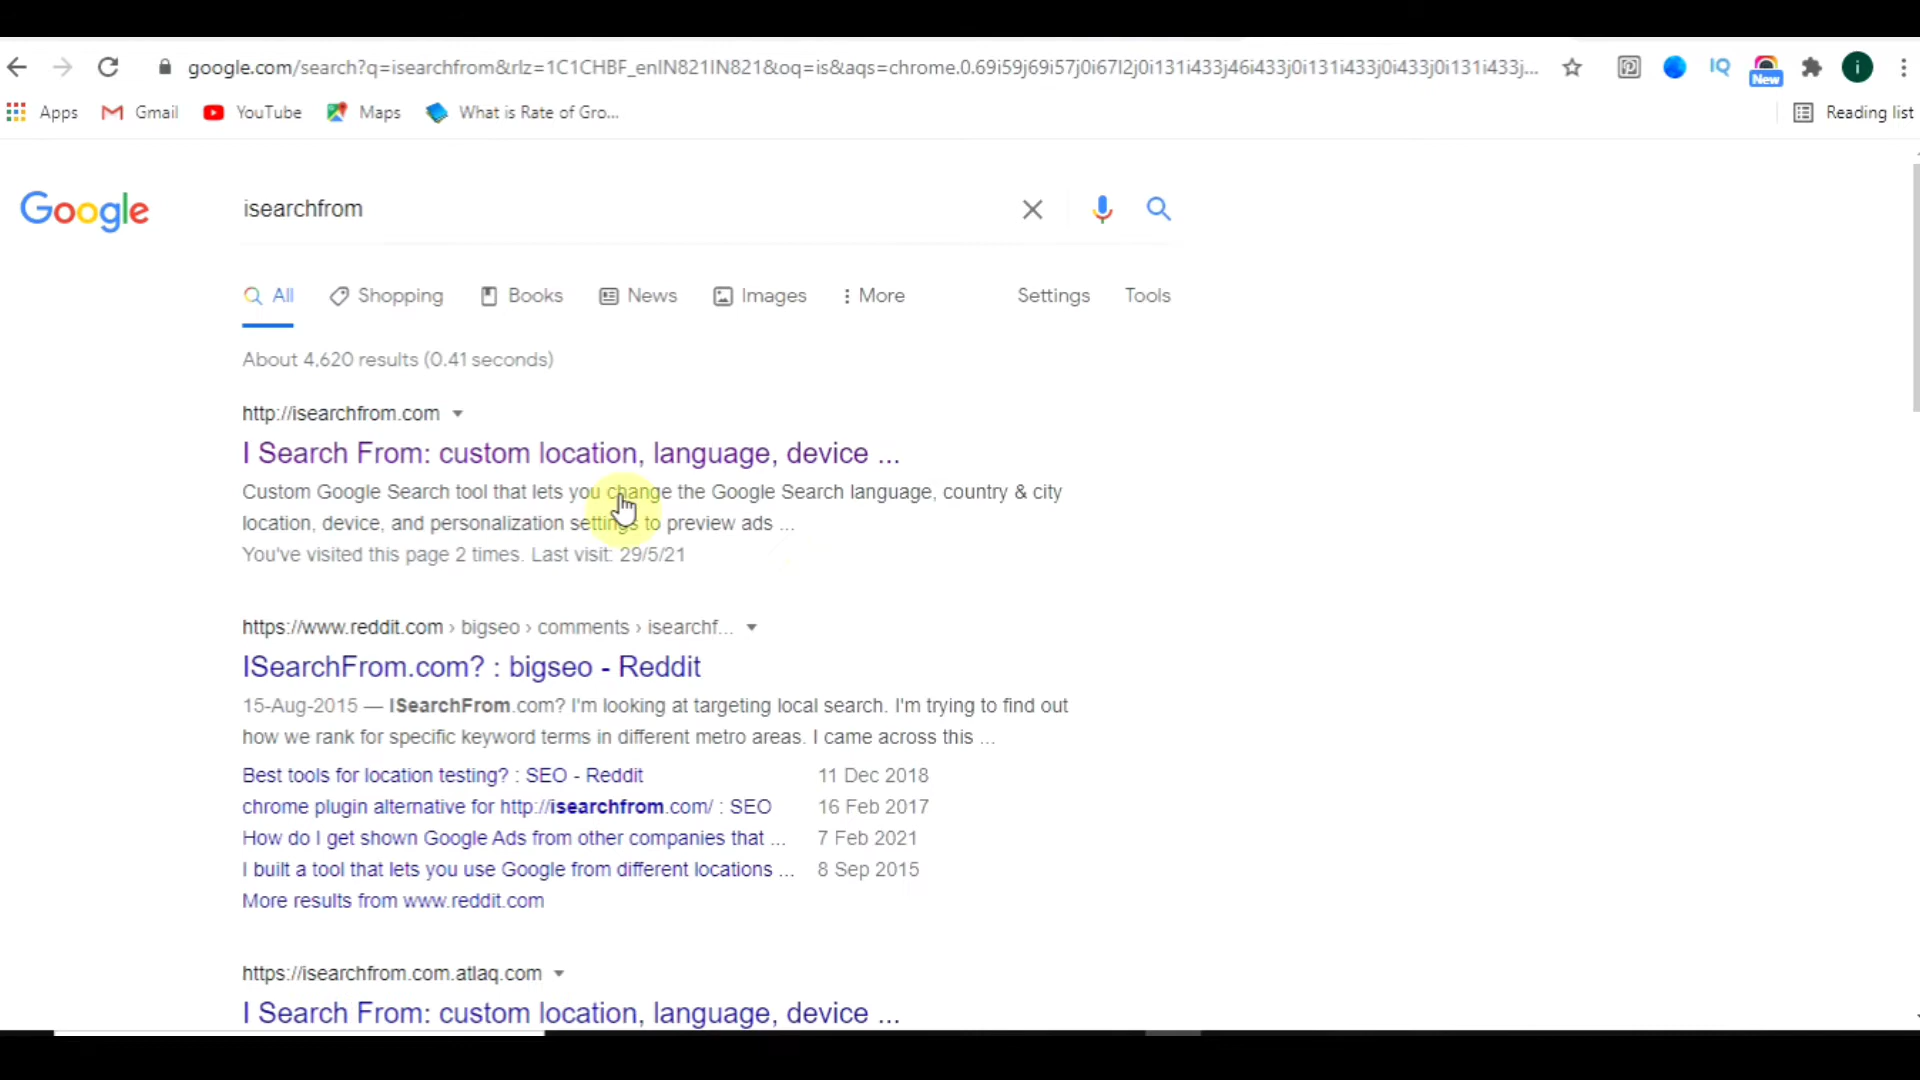 google.com/search?q=isearchfrom&rlz=1C1CHBF_enIN821IN821&oq=is&aqs=chrome.0.69i59j69i57j0i67l2j0i131i433j46i433j0i131i433j0i433j0i131i433j...
IQ
New
i
Apps
Gmail
YouTube
Maps
What is Rate of Gro...
Reading list
Google
isearchfrom
All
Shopping
Books
News
Images
More
Settings
Tools
About 4,620 results (0.41 seconds)
http://isearchfrom.com
I Search From: custom location, language, device ...
Custom Google Search tool that lets you change the Google Search language, country & city
location, device, and personalization settings to preview ads ...
You've visited this page 2 times. Last visit: 29/5/21
https://www.reddit.com › bigseo › comments › isearchf...
ISearchFrom.com? : bigseo - Reddit
15-Aug-2015 — ISearchFrom.com? I'm looking at targeting local search. I'm trying to find out
how we rank for specific keyword terms in different metro areas. I came across this ...
Best tools for location testing? : SEO - Reddit 11 Dec 2018
chrome plugin alternative for http://isearchfrom.com/ : SEO 16 Feb 2017
How do I get shown Google Ads from other companies that ... 7 Feb 2021
I built a tool that lets you use Google from different locations ... 8 Sep 2015
More results from www.reddit.com
https://isearchfrom.com.atlaq.com
I Search From: custom location, language, device ...